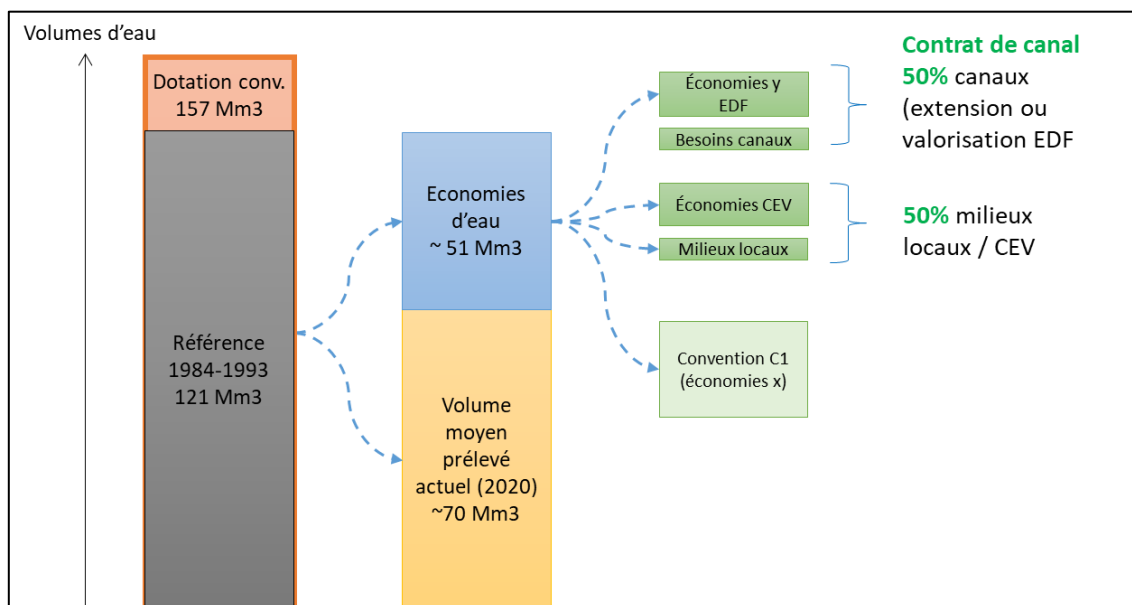 Volumes d’eau
Dotation conv.
157 Mm3
Référence
1984-1993
121 Mm3
Economies
d’eau
~ 51 Mm3
Volume
moyen
prélevé
actuel (2020)
~70 Mm3
Économies y
EDF
Besoins canaux
Économies CEV
Milieux locaux
Convention C1
(économies x)
Contrat de canal
50% canaux
(extension ou
valorisation EDF
50% milieux
locaux / CEV